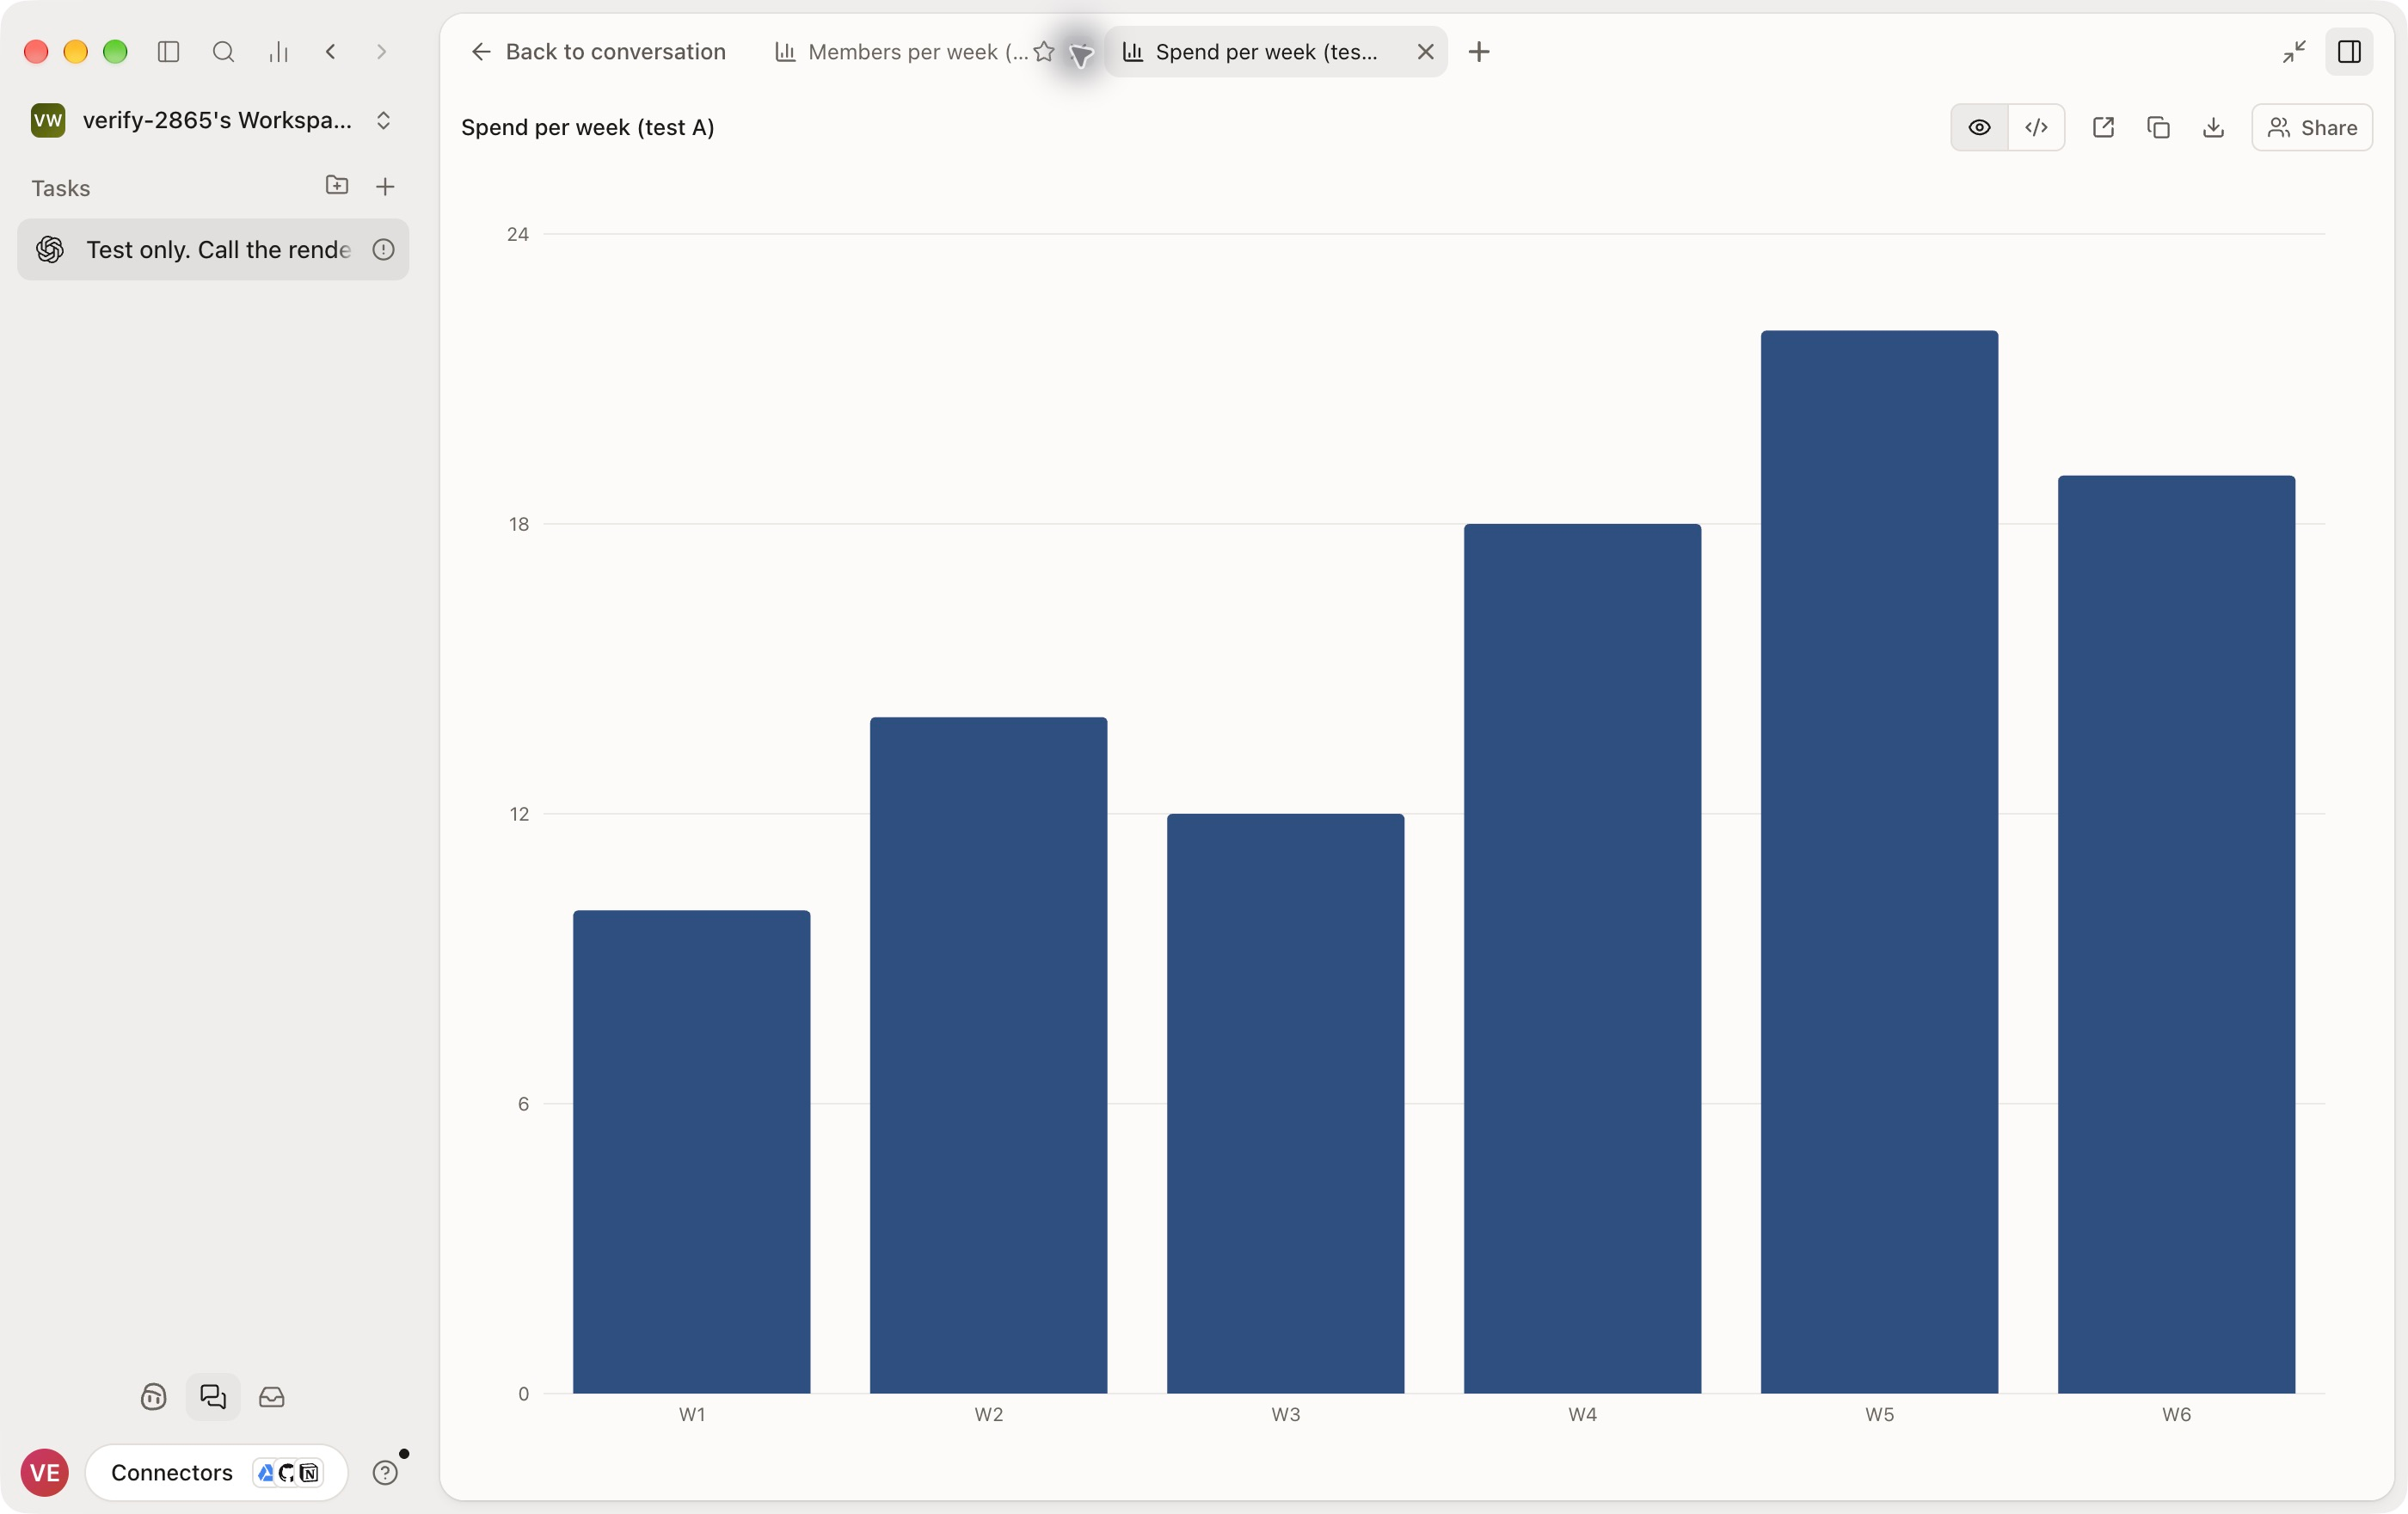 Back to conversation
Members per week (...
Spend per week (tes...
VW
verify-2865's Workspa...
Spend per week (test A)
Share
Tasks
Test only. Call the rende
24
18
12
6
0
W1
W2
W3
W4
W5
W6
VE
Connectors